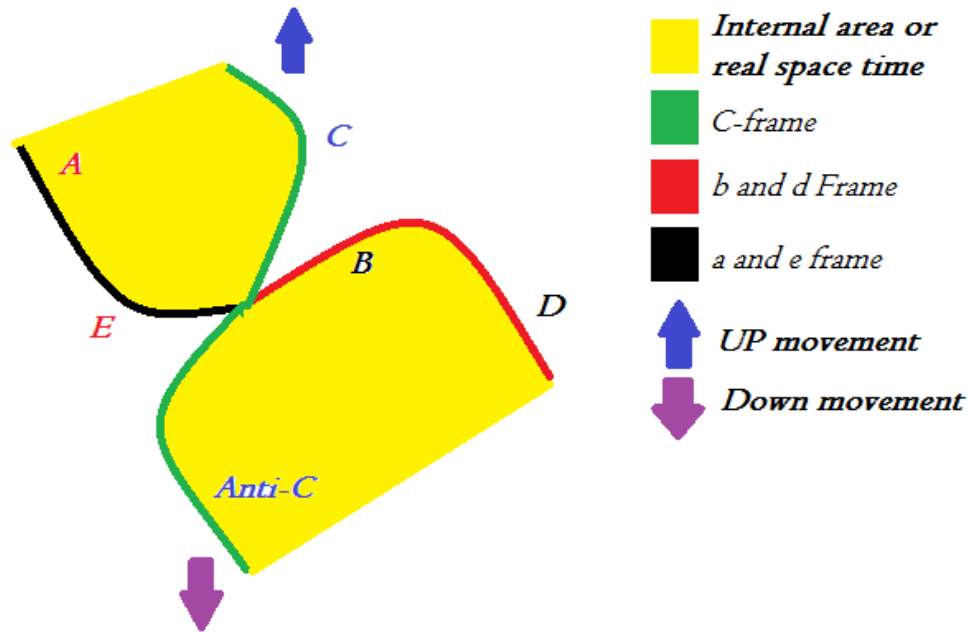 A
C
E
B
D
Anti-C
Internal area or
real space time
C-frame
b and d Frame
a and e frame
UP movement
Down movement